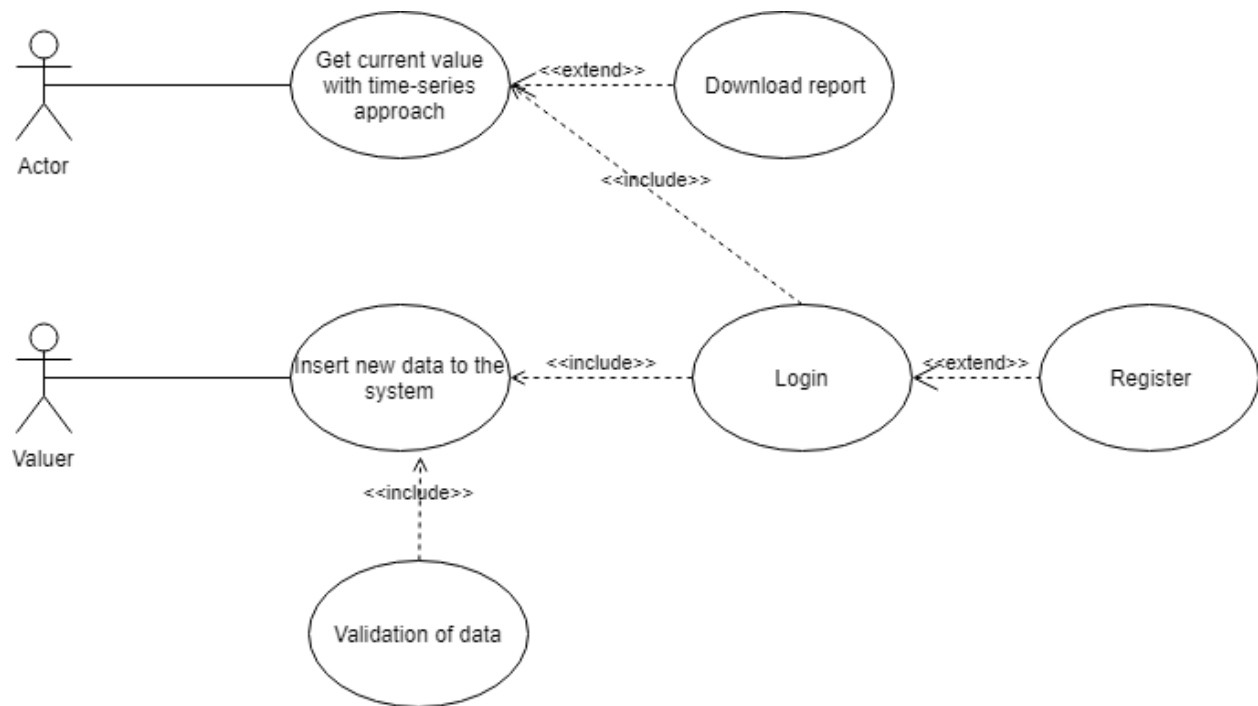 Get current value
with time-series
approach
<<extend>>
Download report
Actor
<<include>>
Insert new data to the
system
<<include>>
Login
<<extend>>
Register
Valuer
<<include>>
Validation of data